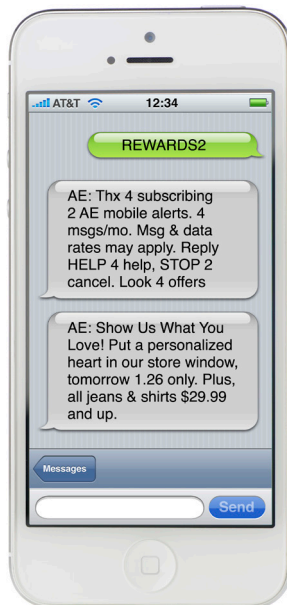 AT&T 12:34
REWARDS2
AE: Thx 4 subscribing
2 AE mobile alerts. 4
msgs/mo. Msg & data
rates may apply. Reply
HELP 4 help, STOP 2
cancel. Look 4 offers
AE: Show Us What You
Love! Put a personalized
heart in our store window,
tomorrow 1.26 only. Plus,
all jeans & shirts $29.99
and up.
Messages
Send